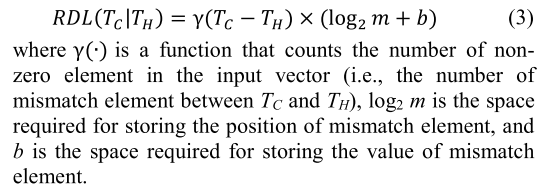 RDL(T_C|T_H) = γ(T_C − T_H) × (log₂ m + b) (3)
where γ(·) is a function that counts the number of non-
zero element in the input vector (i.e., the number of
mismatch element between T_C and T_H), log₂ m is the space
required for storing the position of mismatch element, and
b is the space required for storing the value of mismatch
element.